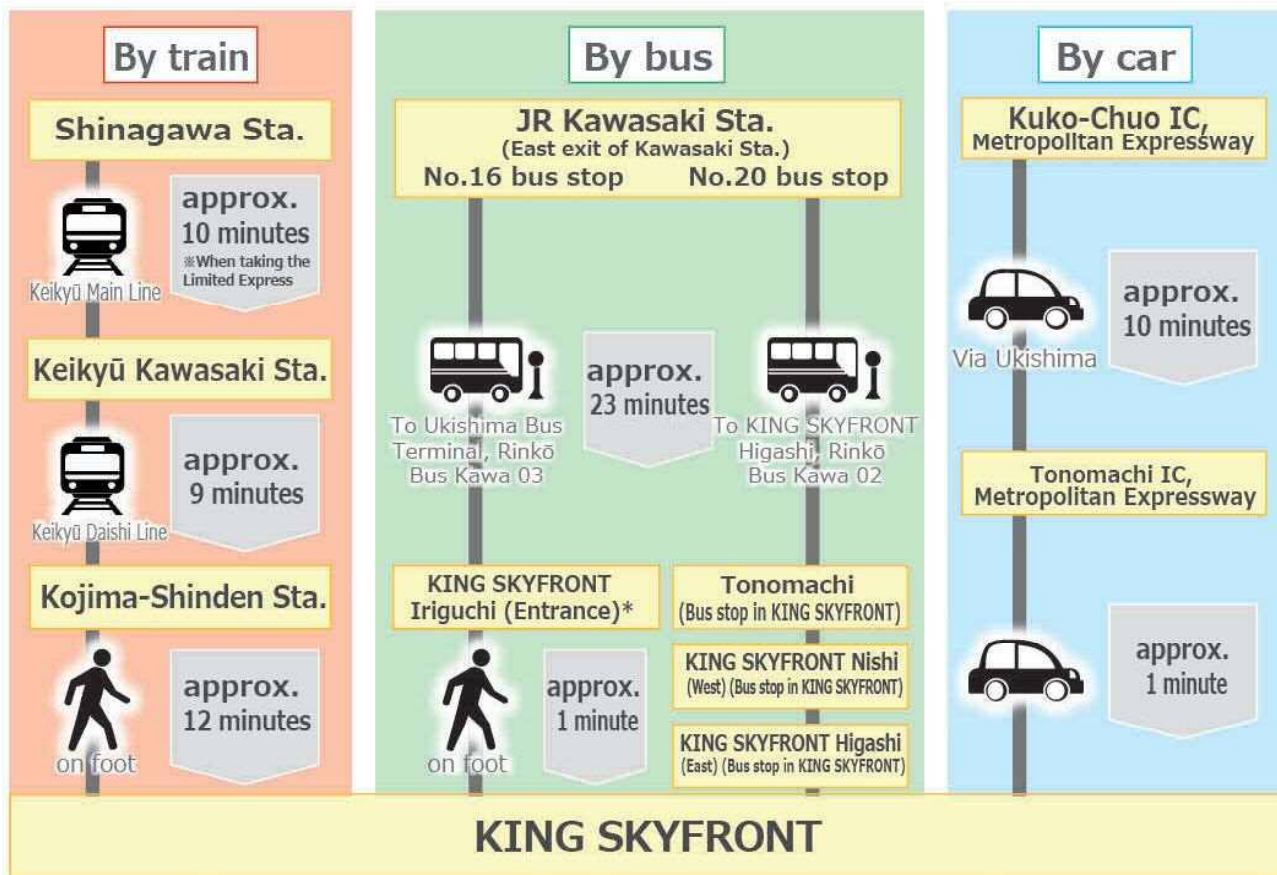 By train
Shinagawa Sta.
approx.
10 minutes
※When taking the
Limited Express
Keikyū Main Line
Keikyū Kawasaki Sta.
approx.
9 minutes
Keikyū Daishi Line
Kojima-Shinden Sta.
approx.
12 minutes
on foot
By bus
JR Kawasaki Sta.
(East exit of Kawasaki Sta.)
No.16 bus stop
No.20 bus stop
approx.
23 minutes
To Ukishima Bus
Terminal, Rinkō
Bus Kawa 03
To KING SKYFRONT
Higashi, Rinkō
Bus Kawa 02
KING SKYFRONT
Iriguchi (Entrance)*
approx.
1 minute
on foot
Tonomachi
(Bus stop in KING SKYFRONT)
KING SKYFRONT Nishi
(West) (Bus stop in KING SKYFRONT)
KING SKYFRONT Higashi
(East) (Bus stop in KING SKYFRONT)
By car
Kuko-Chuo IC,
Metropolitan Expressway
approx.
10 minutes
Via Ukishima
Tonomachi IC,
Metropolitan Expressway
approx.
1 minute
KING SKYFRONT